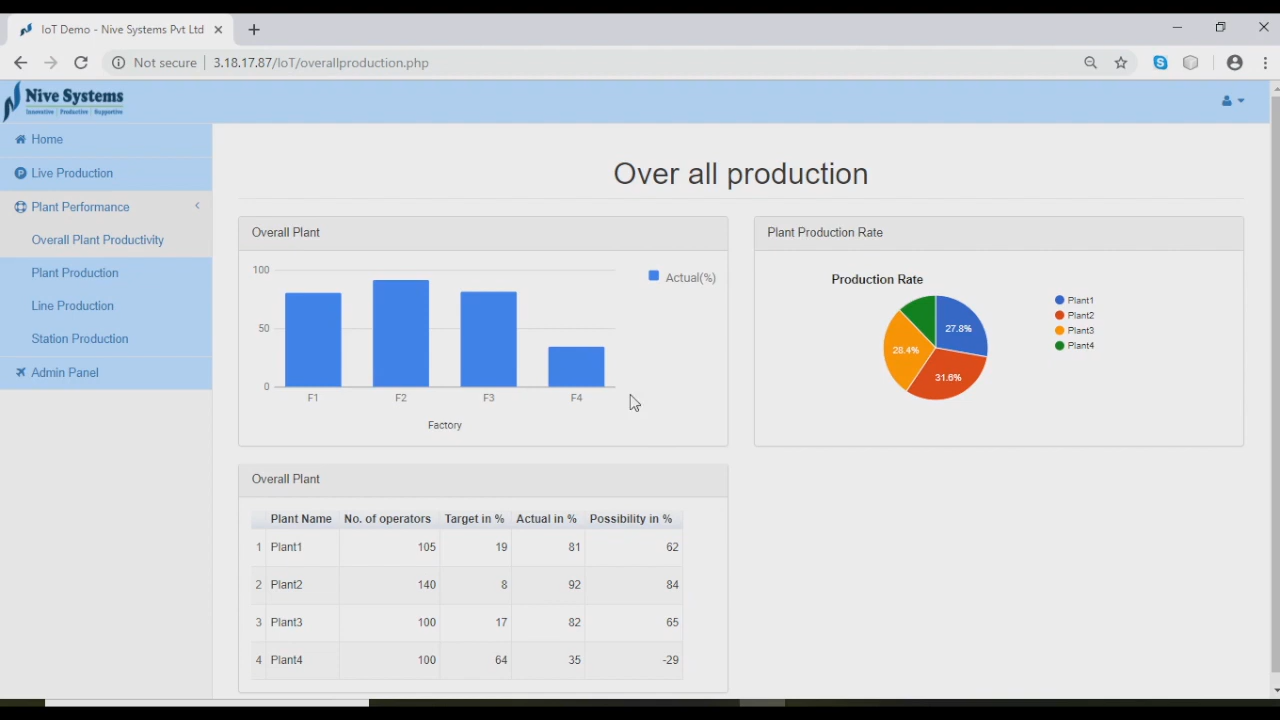 IoT Demo - Nive Systems Pvt Ltd
Not secure | 3.18.17.87/IoT/overallproduction.php
Nive Systems
Innovative | Productive | Supportive
Home
Live Production
Plant Performance
Overall Plant Productivity
Plant Production
Line Production
Station Production
Admin Panel
Over all production
Overall Plant
100
50
0
F1 F2 F3 F4
Factory
Actual(%)
Plant Production Rate
Production Rate
27.8%
31.6%
28.4%
Plant1
Plant2
Plant3
Plant4
Overall Plant
Plant Name No. of operators Target in % Actual in % Possibility in %
1 Plant1 105 19 81 62
2 Plant2 140 8 92 84
3 Plant3 100 17 82 65
4 Plant4 100 64 35 -29